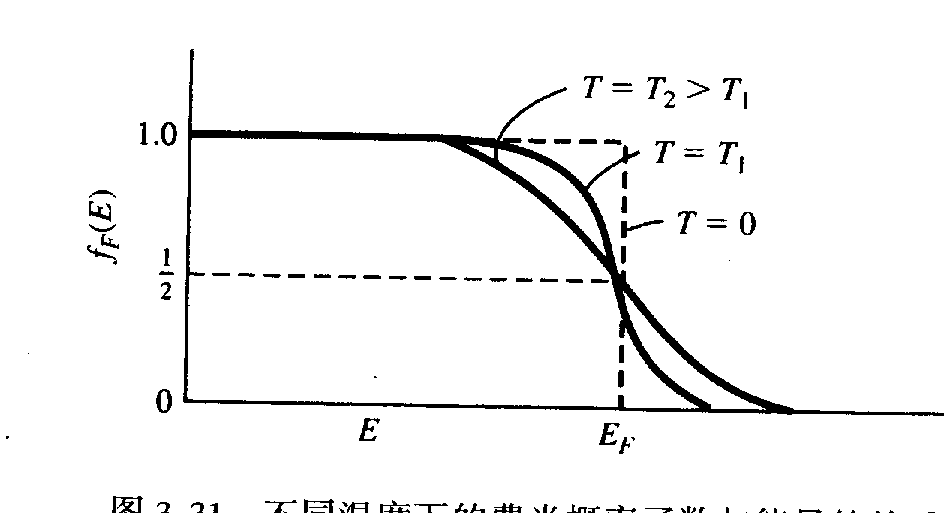 T = T₂ > T₁
1.0
T = T₁
f_F(E)
T = 0
1/2
0
E
E_F
图 3.31 不同温度下的费米概率函数与能量的关